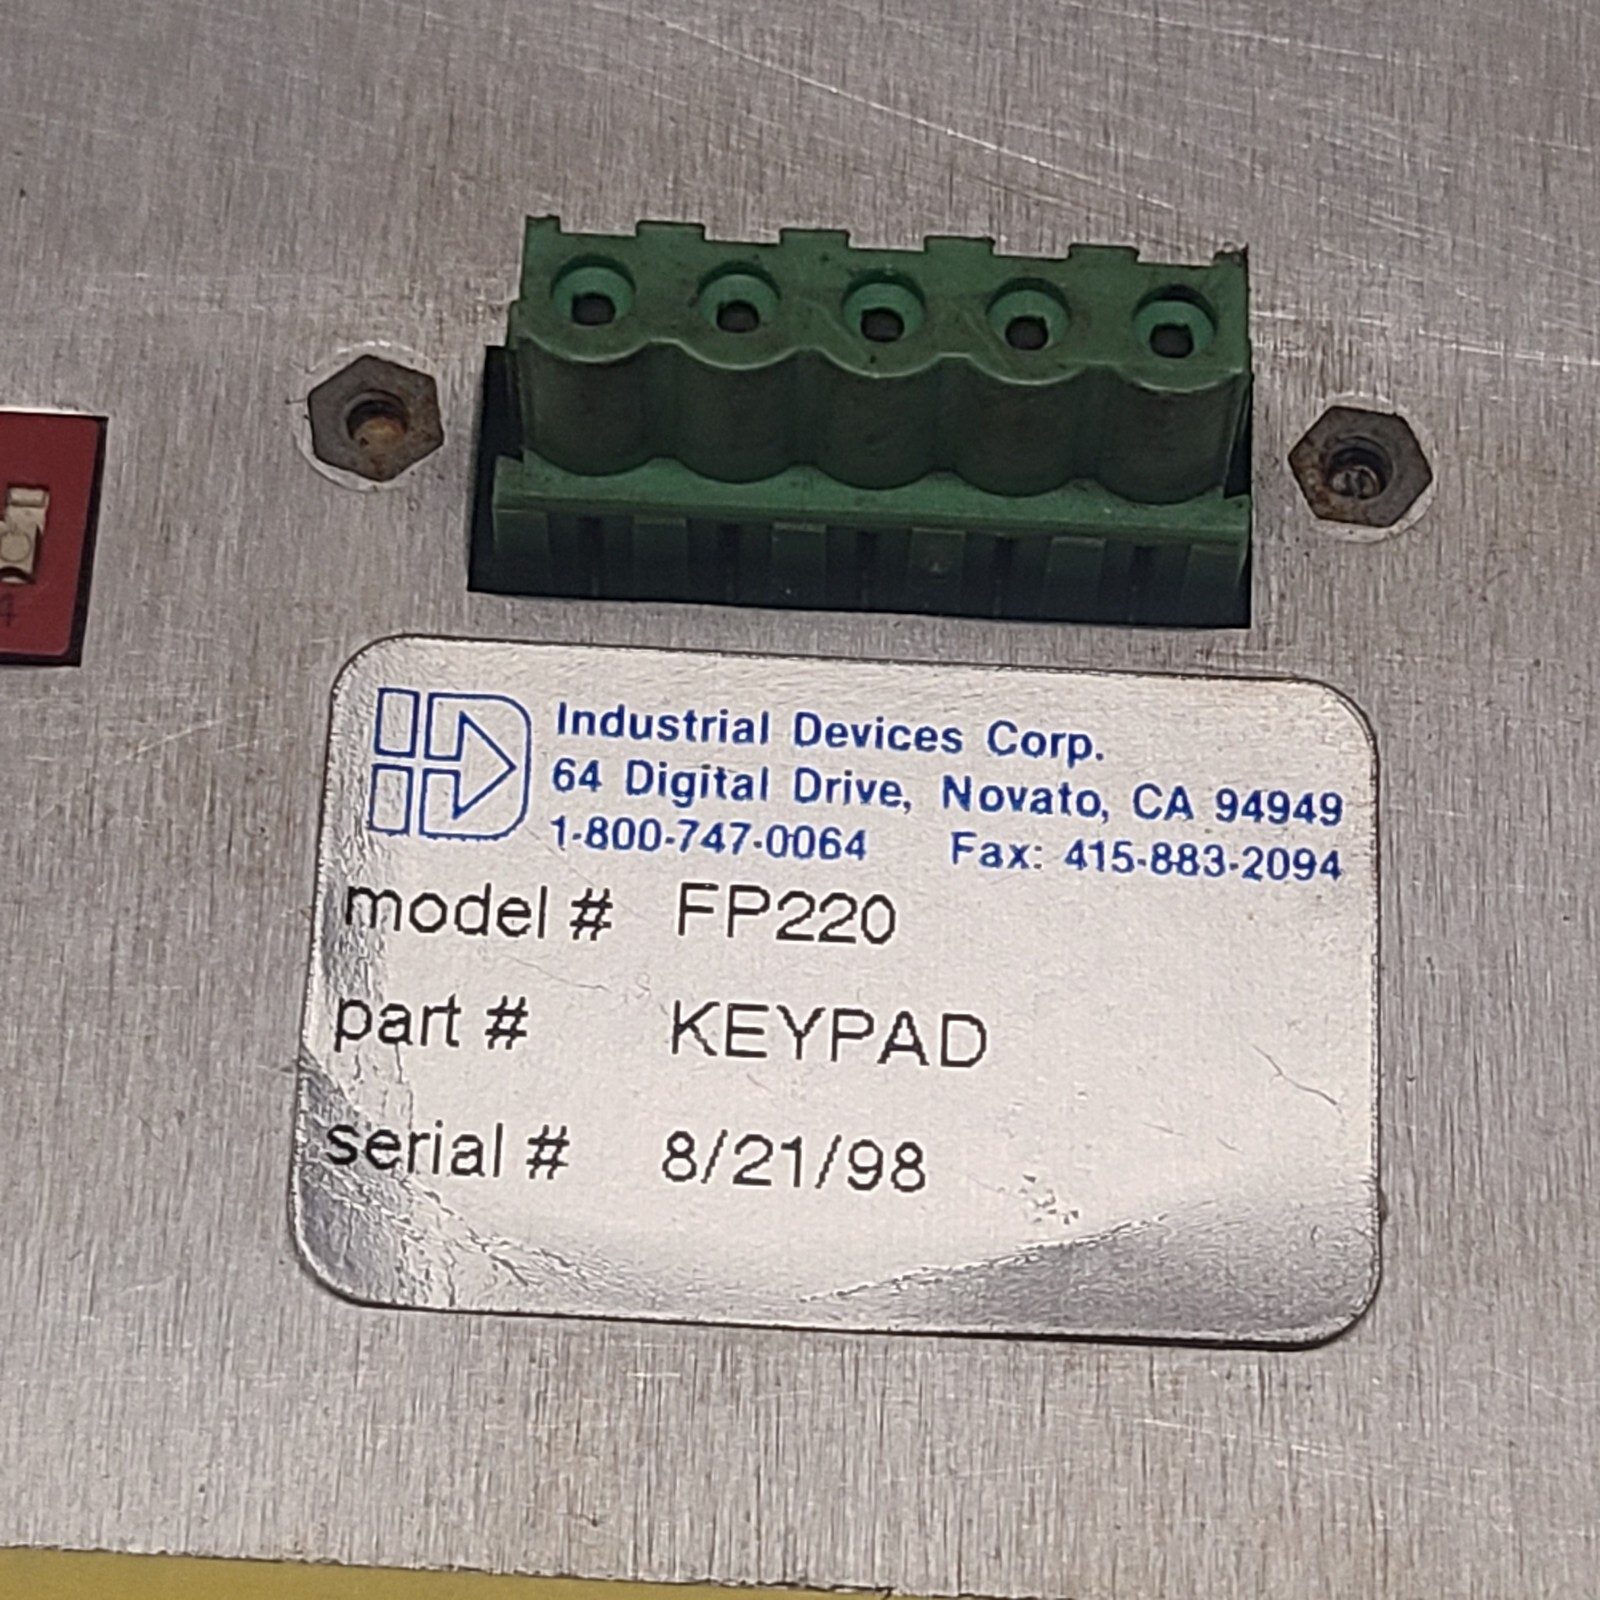 4
Industrial Devices Corp.
64 Digital Drive, Novato, CA 94949
1-800-747-0064 Fax: 415-883-2094
model # FP220
part # KEYPAD
serial # 8/21/98